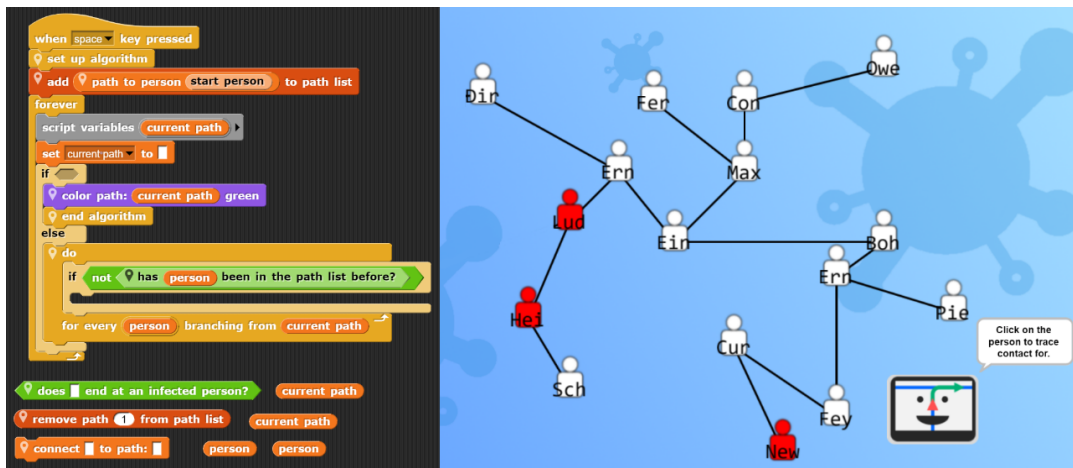 when space key pressed
set up algorithm
add path to person start person to path list
forever
script variables current path
set current path to
if
color path: current path green
end algorithm
else
do
if not has person been in the path list before?
for every person branching from current path
does end at an infected person? current path
remove path 1 from path list current path
connect to path: person person
Owe
Đir
Fer
Con
Ern
Max
Lud
Ein
Boh
Ern
Hei
Pie
Click on the
person to trace
contact for.
Cur
Sch
Fey
New